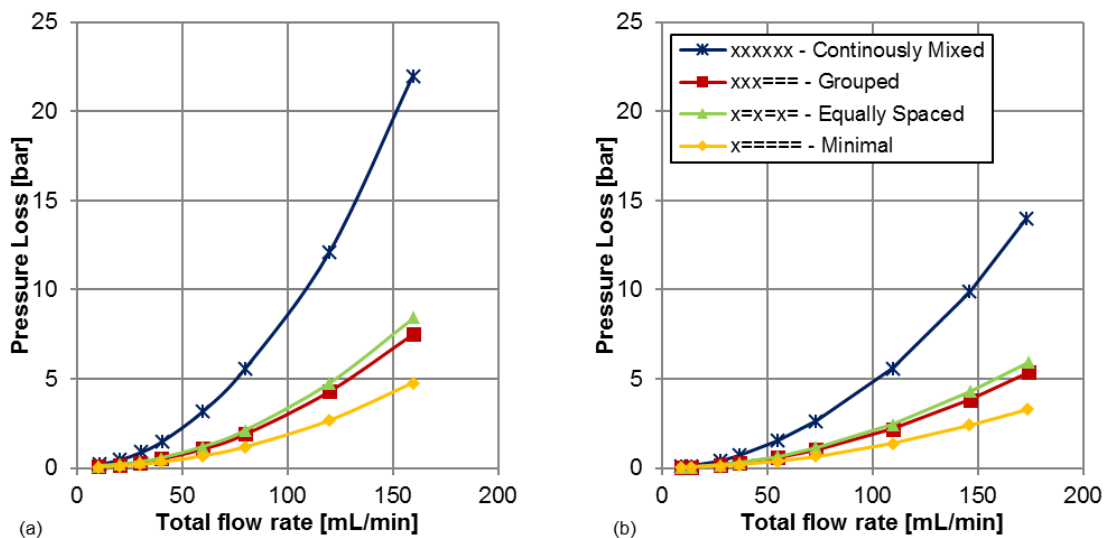 25
20
15
10
5
0
0
50
100
150
200
Pressure Loss [bar]
Total flow rate [mL/min]
(a)
25
20
15
10
5
0
0
50
100
150
200
Pressure Loss [bar]
Total flow rate [mL/min]
(b)
xxxxxx - Continously Mixed
xxx=== - Grouped
x=x=x= - Equally Spaced
x===== - Minimal